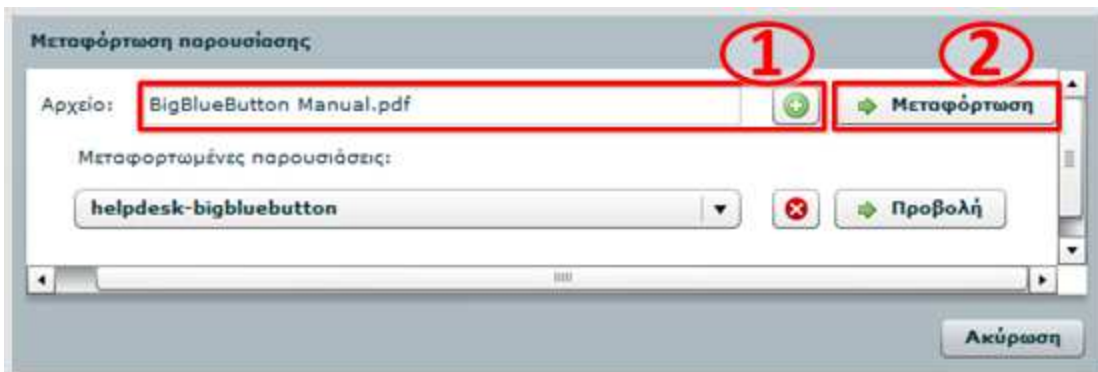 Μεταφόρτωση παρουσίασης
1 2
Αρχείο: BigBlueButton Manual.pdf Μεταφόρτωση
Μεταφορτωμένες παρουσιάσεις:
helpdesk-bigbluebutton Προβολή
Ακύρωση